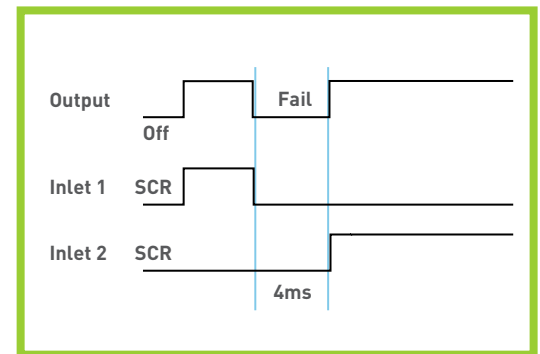 Output Fail
Off
Inlet 1 SCR
Inlet 2 SCR
4ms